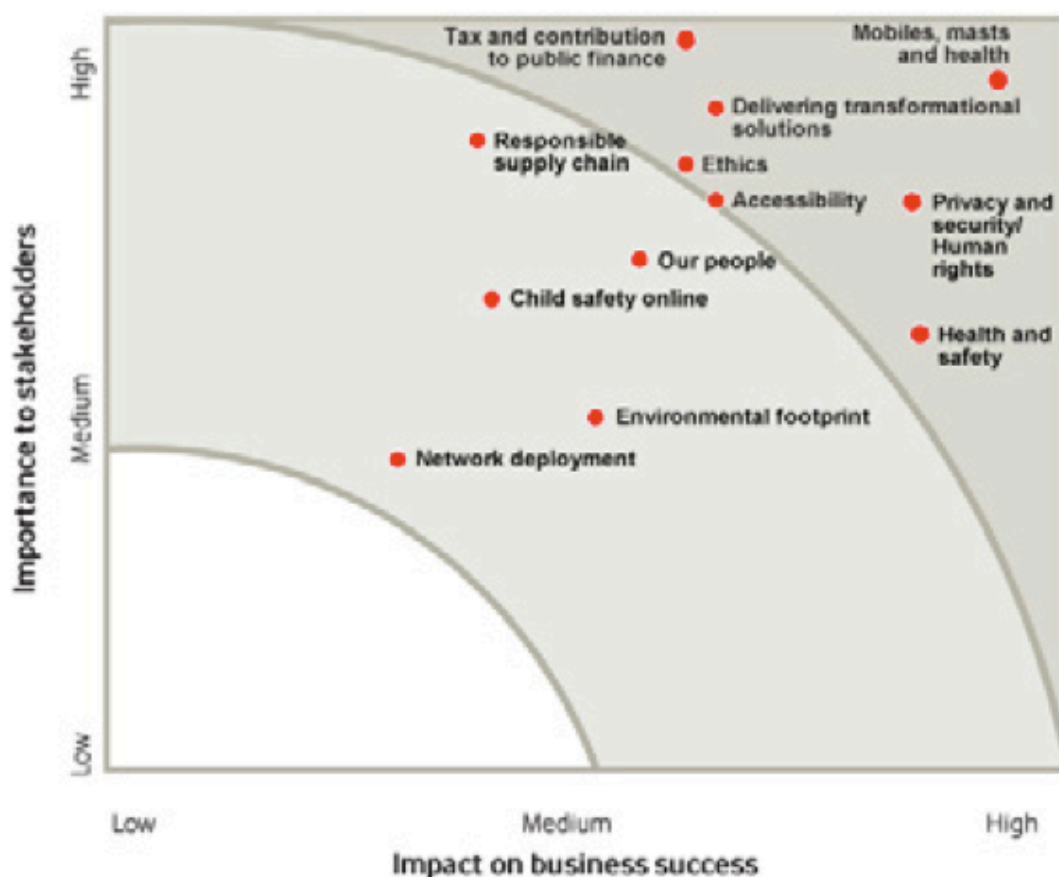 Tax and contribution
to public finance
Mobiles, masts
and health
Delivering transformational
solutions
Responsible
supply chain
Ethics
Accessibility
Privacy and
security/
Human
rights
Our people
Child safety online
Health and
safety
Environmental footprint
Network deployment
Importance to stakeholders
High
Medium
Low
Low
Medium
High
Impact on business success